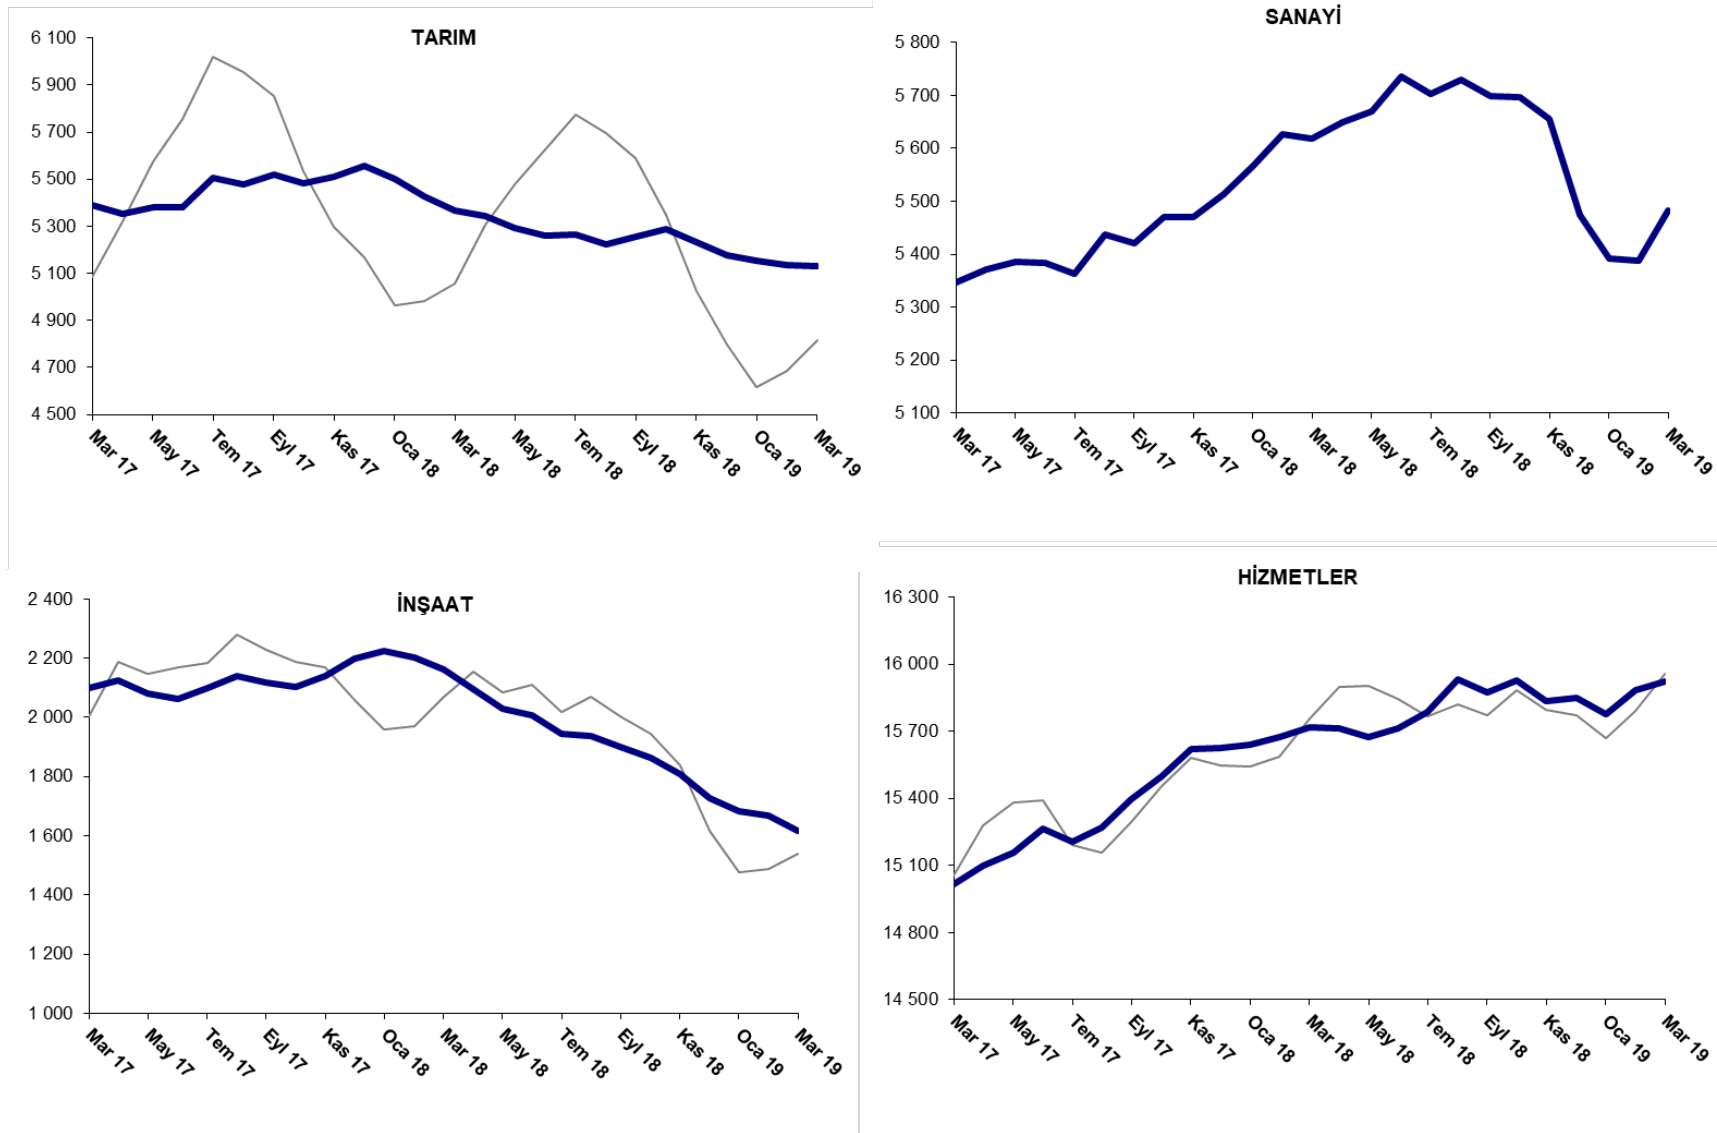 TARIM
6 100
5 900
5 700
5 500
5 300
5 100
4 900
4 700
4 500
Mar 17
May 17
Tem 17
Eyl 17
Kas 17
Oca 18
Mar 18
May 18
Tem 18
Eyl 18
Kas 18
Oca 19
Mar 19
SANAYİ
5 800
5 700
5 600
5 500
5 400
5 300
5 200
5 100
Mar 17
May 17
Tem 17
Eyl 17
Kas 17
Oca 18
Mar 18
May 18
Tem 18
Eyl 18
Kas 18
Oca 19
Mar 19
İNŞAAT
2 400
2 200
2 000
1 800
1 600
1 400
1 200
1 000
Mar 17
May 17
Tem 17
Eyl 17
Kas 17
Oca 18
Mar 18
May 18
Tem 18
Eyl 18
Kas 18
Oca 19
Mar 19
HİZMETLER
16 300
16 000
15 700
15 400
15 100
14 800
14 500
Mar 17
May 17
Tem 17
Eyl 17
Kas 17
Oca 18
Mar 18
May 18
Tem 18
Eyl 18
Kas 18
Oca 19
Mar 19